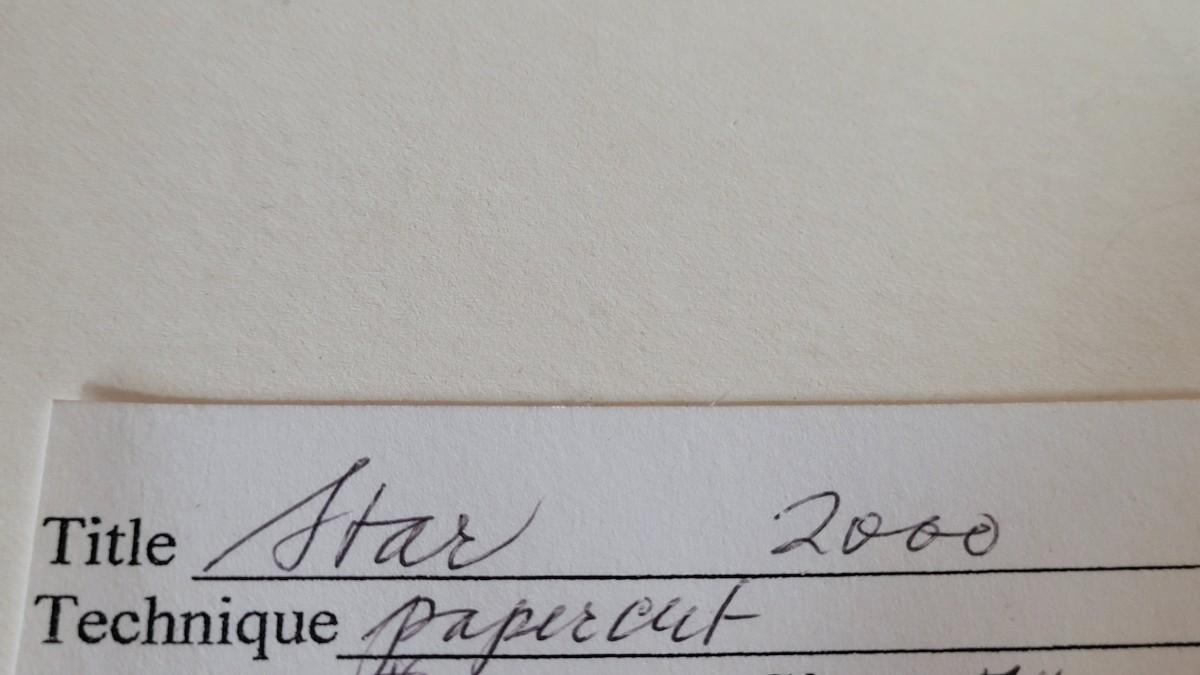 Title Star 2000
Technique papercut